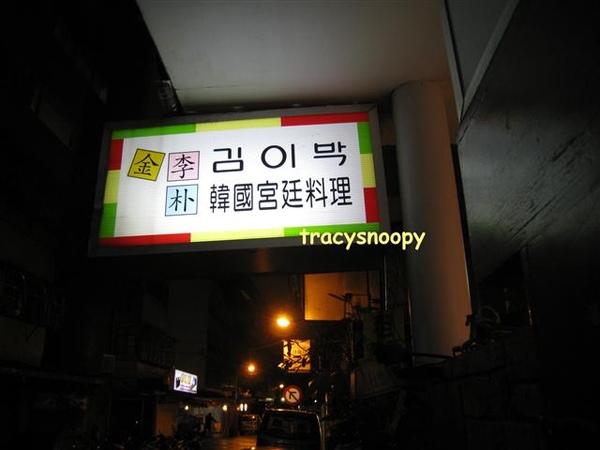 金 李 김이박
朴 韓國宮廷料理
tracysnoopy